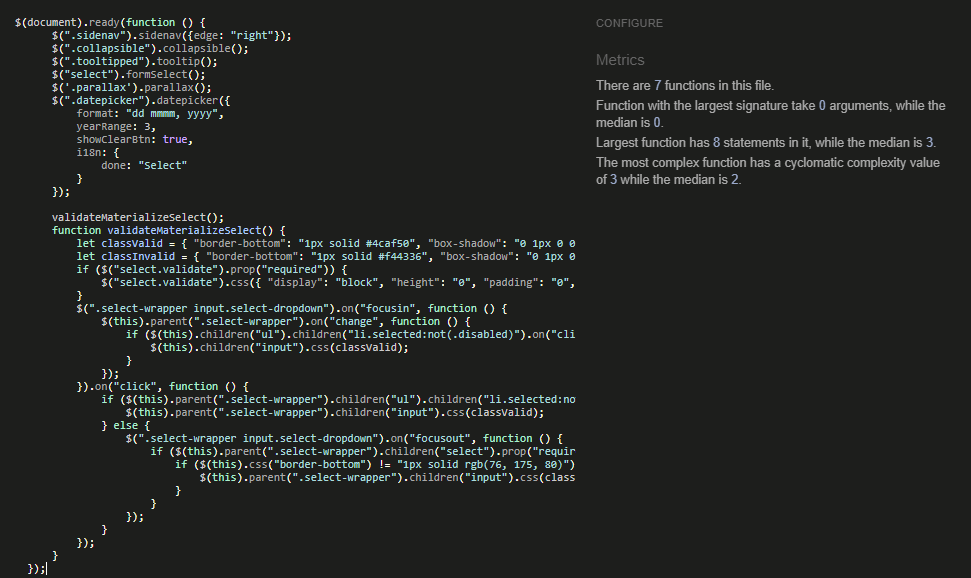 $(document).ready(function () {
$(".sidenav").sidenav({edge: "right"});
$(".collapsible").collapsible();
$(".tooltipped").tooltip();
$("select").formSelect();
$('.parallax').parallax();
$(".datepicker").datepicker({
format: "dd mmmm, yyyy",
yearRange: 3,
showClearBtn: true,
i18n: {
done: "Select"
}
});
validateMaterializeSelect();
function validateMaterializeSelect() {
let classValid = { "border-bottom": "1px solid #4caf50", "box-shadow": "0 1px 0 0
let classInvalid = { "border-bottom": "1px solid #f44336", "box-shadow": "0 1px 0
if ($("select.validate").prop("required")) {
$("select.validate").css({ "display": "block", "height": "0", "padding": "0",
}
$(".select-wrapper input.select-dropdown").on("focusin", function () {
$(this).parent(".select-wrapper").on("change", function () {
if ($(this).children("ul").children("li.selected:not(.disabled)").on("cli
$(this).children("input").css(classValid);
}
});
}).on("click", function () {
if ($(this).parent(".select-wrapper").children("ul").children("li.selected:no
$(this).parent(".select-wrapper").children("input").css(classValid);
} else {
$(".select-wrapper input.select-dropdown").on("focusout", function () {
if ($(this).parent(".select-wrapper").children("select").prop("requir
if ($(this).css("border-bottom") != "1px solid rgb(76, 175, 80)")
$(this).parent(".select-wrapper").children("input").css(class
}
}
});
}
});
}
});
CONFIGURE
Metrics
There are 7 functions in this file.
Function with the largest signature take 0 arguments, while the
median is 0.
Largest function has 8 statements in it, while the median is 3.
The most complex function has a cyclomatic complexity value
of 3 while the median is 2.